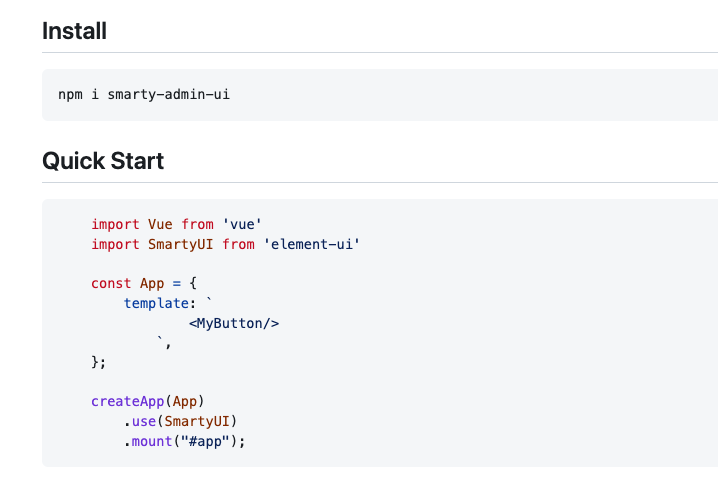 Install
npm i smarty-admin-ui
Quick Start
import Vue from 'vue'
import SmartyUI from 'element-ui'
const App = {
template: `
<MyButton/>
`,
};
createApp(App)
.use(SmartyUI)
.mount("#app");